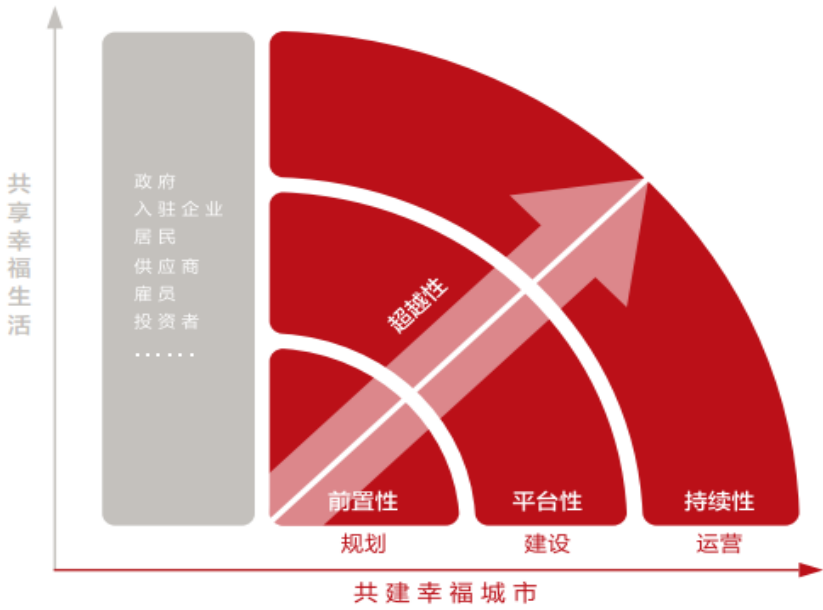 共享幸福生活
政府
入驻企业
居民
供应商
雇员
投资者
······
超越性
前置性 平台性 持续性
规划 建设 运营
共建幸福城市